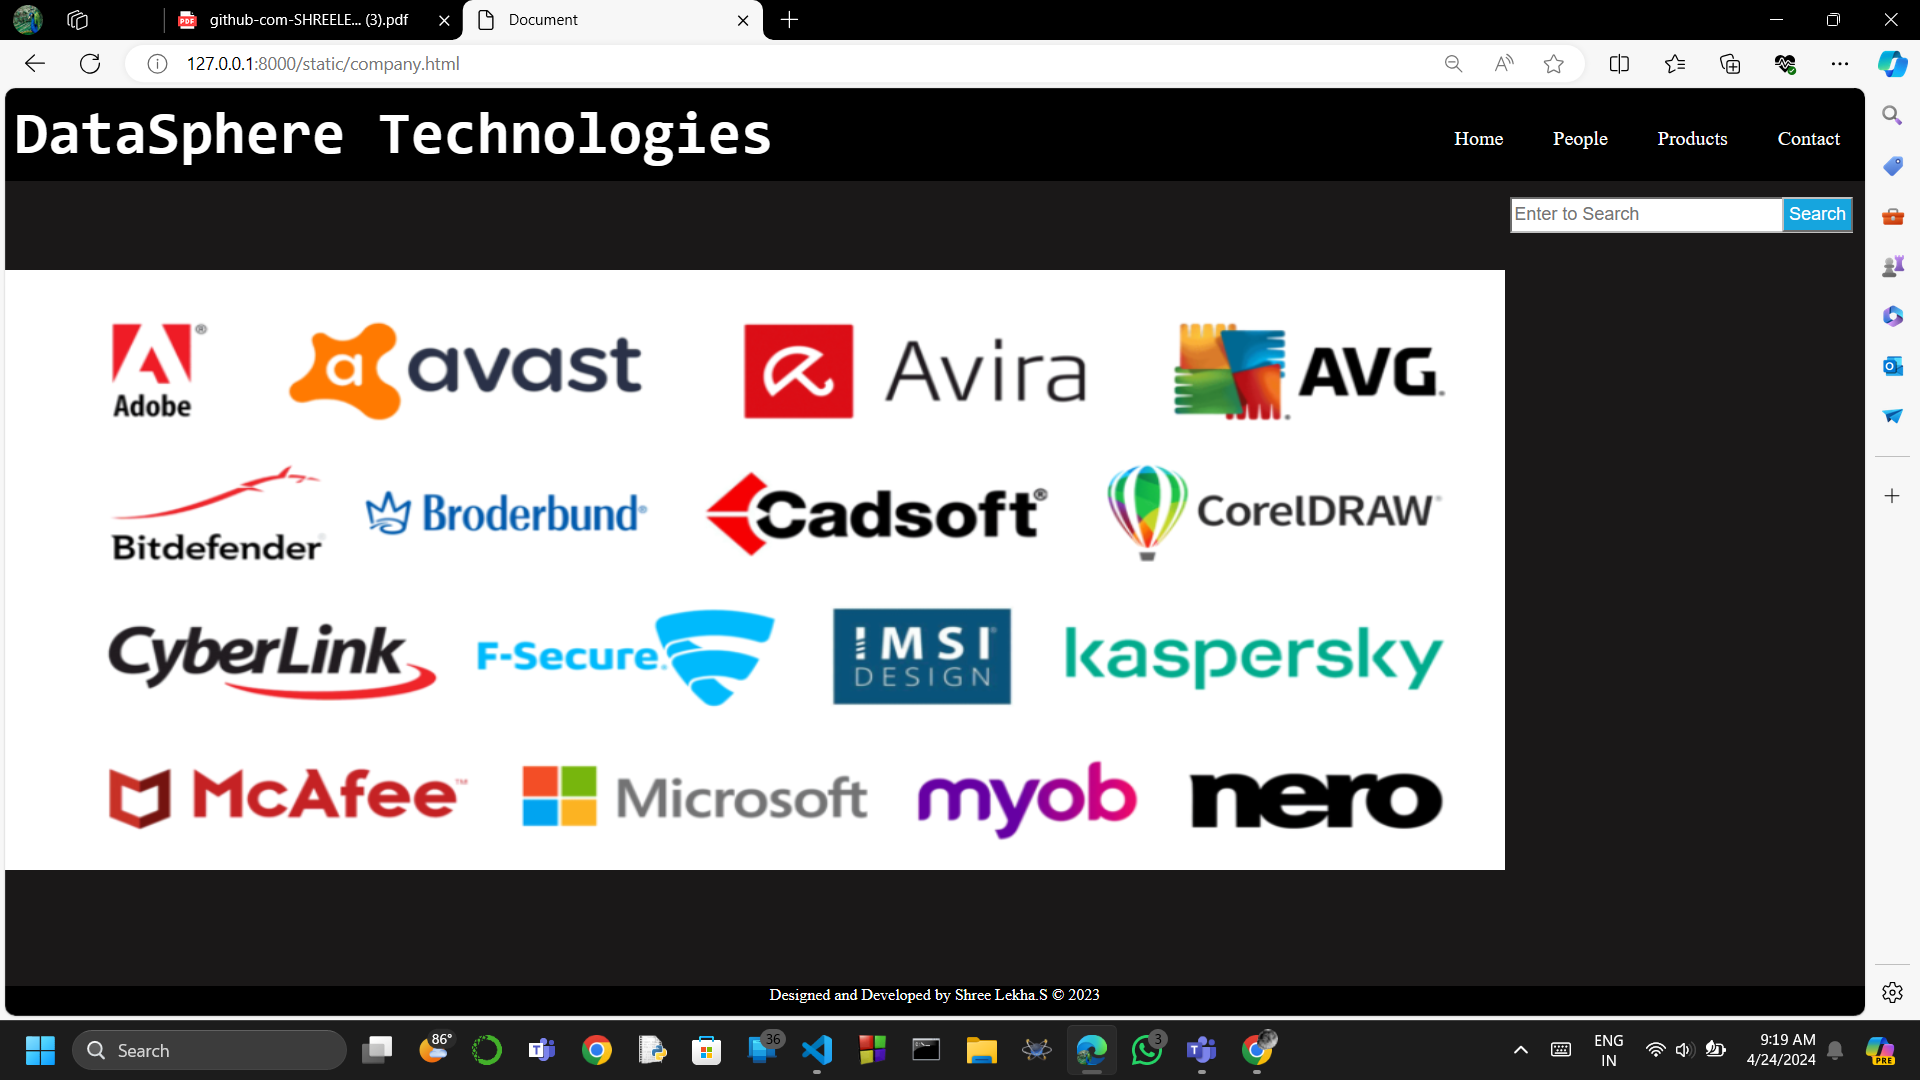 github-com-SHREELE... (3).pdf
Document
127.0.0.1:8000/static/company.html
DataSphere Technologies
Home People Products Contact
Enter to Search Search
Adobe ® avast Avira AVG.
Bitdefender Broderbund® Cadsoft® CorelDRAW
CyberLink F-Secure. IMSI DESIGN kaspersky
McAfee™ Microsoft myob nero
Designed and Developed by Shree Lekha.S © 2023
Search
86°
36
3
ENG
IN
9:19 AM
4/24/2024
PRE